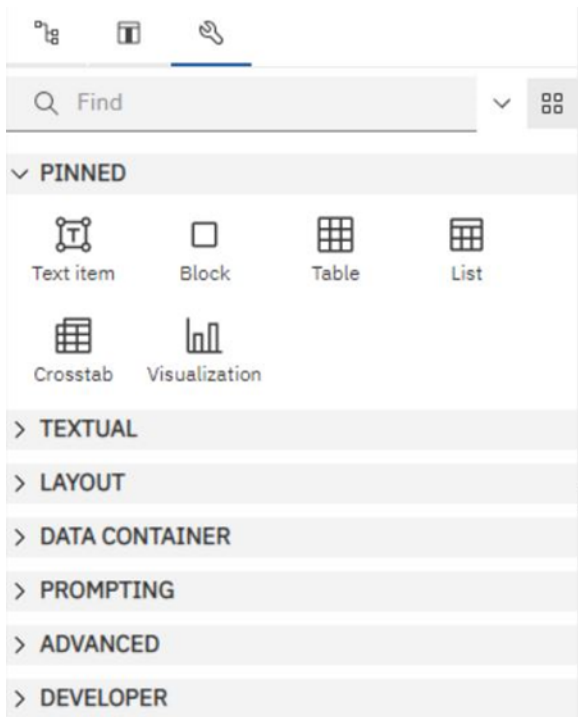 Find
PINNED
Text item Block Table List
Crosstab Visualization
TEXTUAL
LAYOUT
DATA CONTAINER
PROMPTING
ADVANCED
DEVELOPER